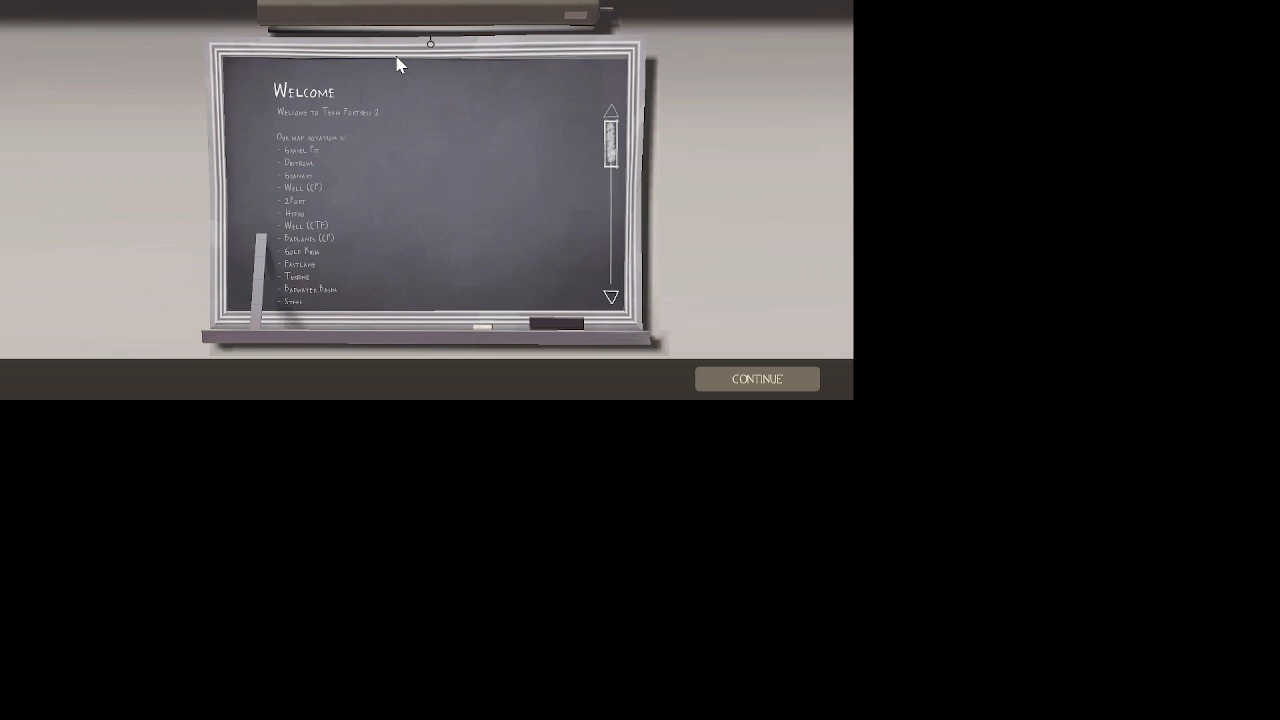 Welcome
Welcome to Team Fortress 2
Our map rotation is:
- Gravel Pit
- Dustbowl
- Granary
- Well (CP)
- 2Fort
- Hydro
- Well (CTF)
- Badlands (CP)
- Gold Rush
- Fastlane
- Turbine
- Badwater Basin
- Steel
CONTINUE